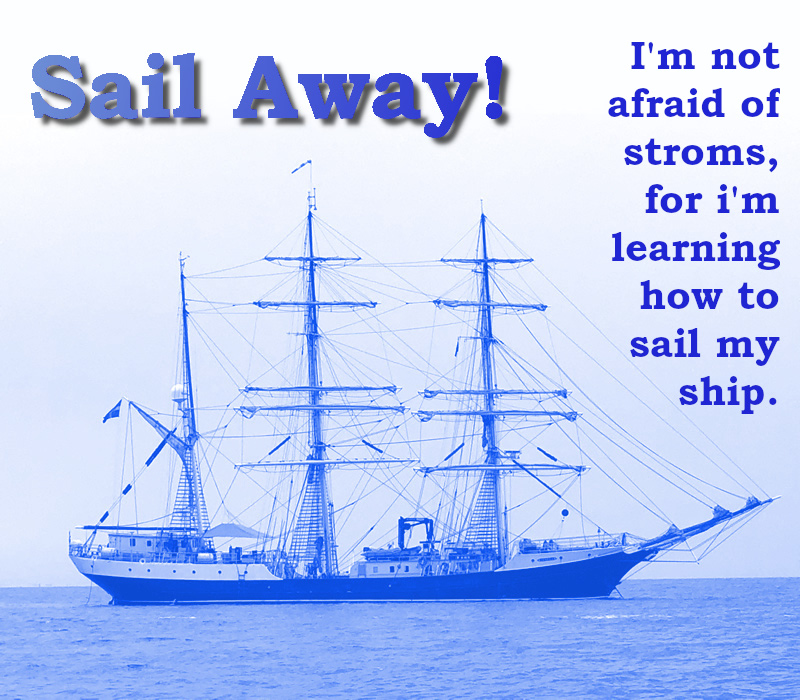 Sail Away!
I'm not
afraid of
stroms,
for i'm
learning
how to
sail my
ship.